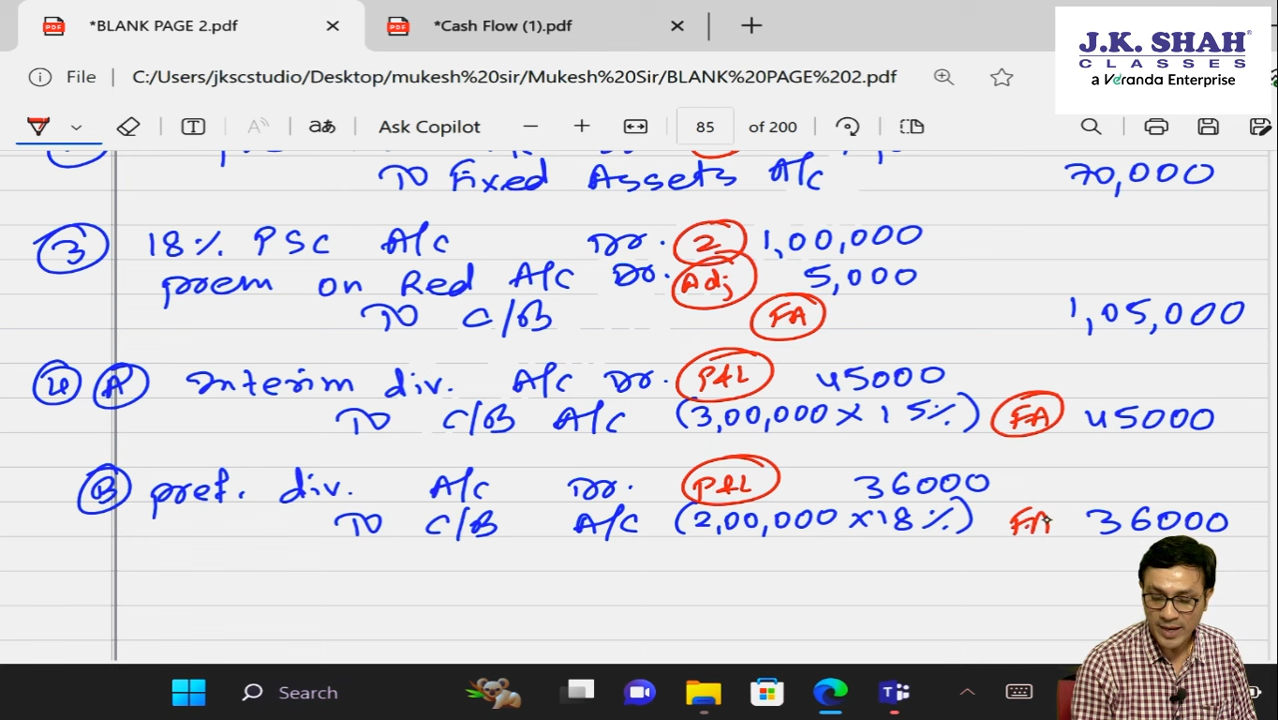 *BLANK PAGE 2.pdf
*Cash Flow (1).pdf
J.K. SHAH
CLASSES
a Veranda Enterprise
File C:/Users/jkscstudio/Desktop/mukesh%20sir/Mukesh%20Sir/BLANK%20PAGE%202.pdf
Ask Copilot 85 of 200
TO Fixed Assets A/c 70,000
3 18% PSC A/c Dr. 2 1,00,000
prem on Red A/c Dr. Adj 5,000
TO C/B FA 1,05,000
4 A Interim div. A/c Dr. P&L 45000
TO C/B A/c (3,00,000 × 15%) FA 45000
B pref. div. A/c Dr. P&L 36000
TO C/B A/c (2,00,000 × 18%) FA 36000
Search